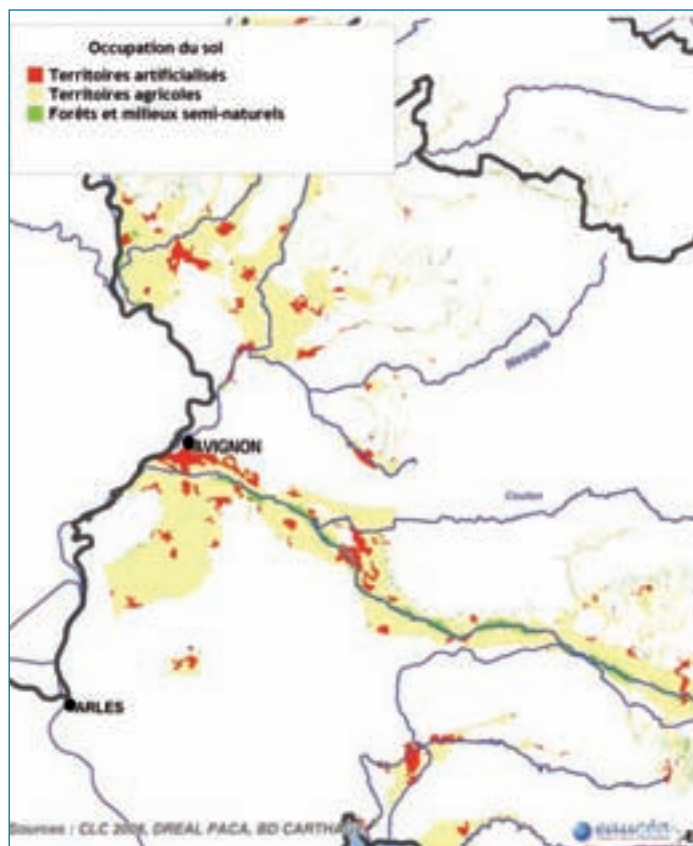 Occupation du sol
Territoires artificialisés
Territoires agricoles
Forêts et milieux semi-naturels
Nesque
AVIGNON
Coulon
ARLES
Sources : CLC 2006, DREAL PACA, BD CARTHAGE